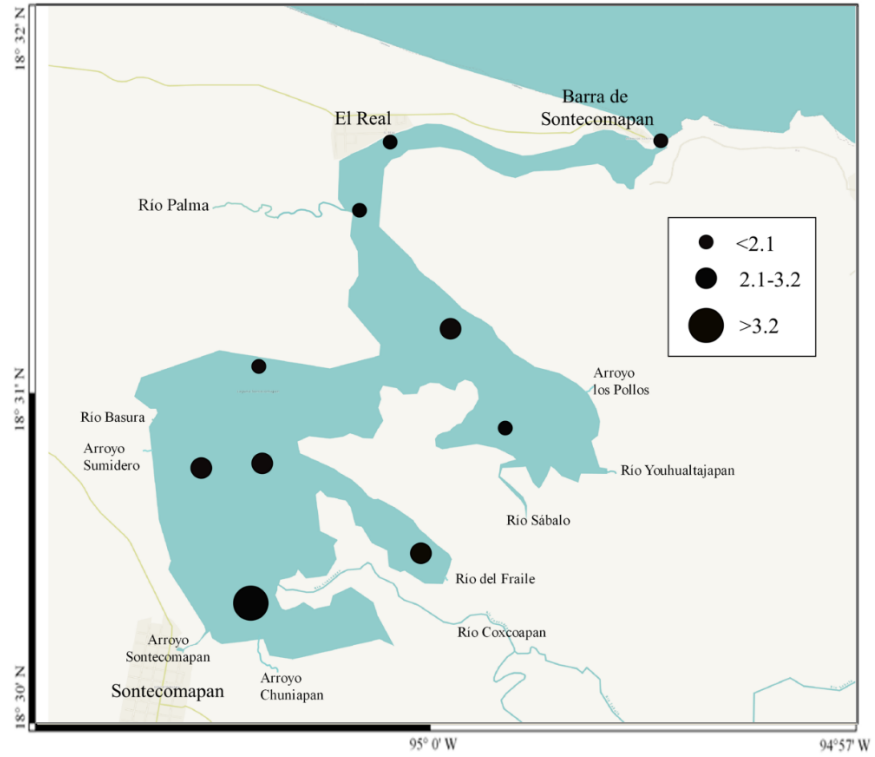 18° 32' N
Barra de
Sontecomapan
El Real
Río Palma
<2.1
2.1-3.2
>3.2
Arroyo
los Pollos
18° 31' N
Río Basura
Arroyo
Sumidero
Río Youhualtajapan
Río Sábalo
Río del Fraile
Río Coxcoapan
Arroyo
Sontecomapan
Arroyo
Chuniapan
Sontecomapan
18° 30' N
95° 0' W
94°57' W